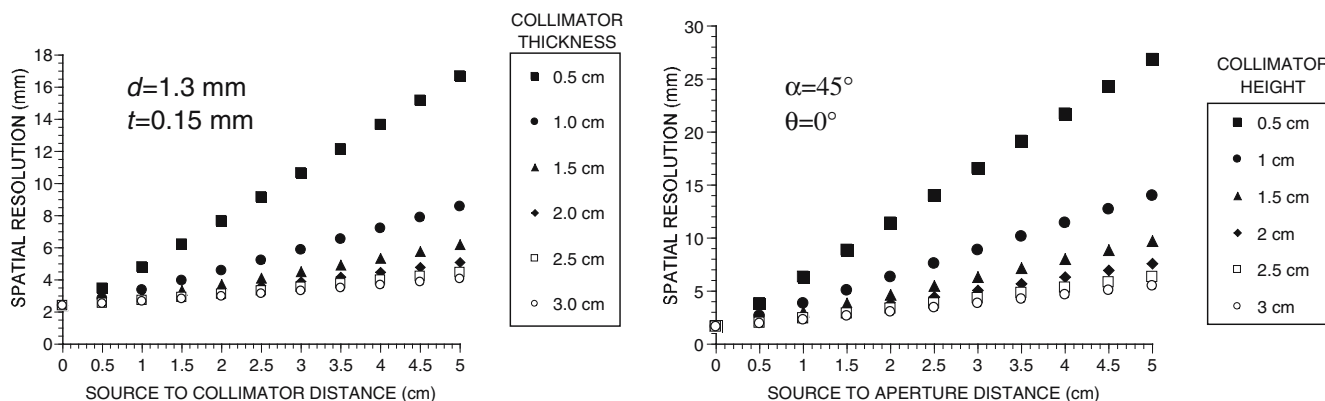 COLLIMATOR
THICKNESS
0.5 cm
1.0 cm
1.5 cm
2.0 cm
2.5 cm
3.0 cm
d=1.3 mm
t=0.15 mm
SPATIAL RESOLUTION (mm)
18
16
14
12
10
8
6
4
2
0
0 0.5 1 1.5 2 2.5 3 3.5 4 4.5 5
SOURCE TO COLLIMATOR DISTANCE (cm)
COLLIMATOR
HEIGHT
0.5 cm
1 cm
1.5 cm
2 cm
2.5 cm
3 cm
α=45°
θ=0°
SPATIAL RESOLUTION (mm)
30
25
20
15
10
5
0
0 0.5 1 1.5 2 2.5 3 3.5 4 4.5 5
SOURCE TO APERTURE DISTANCE (cm)